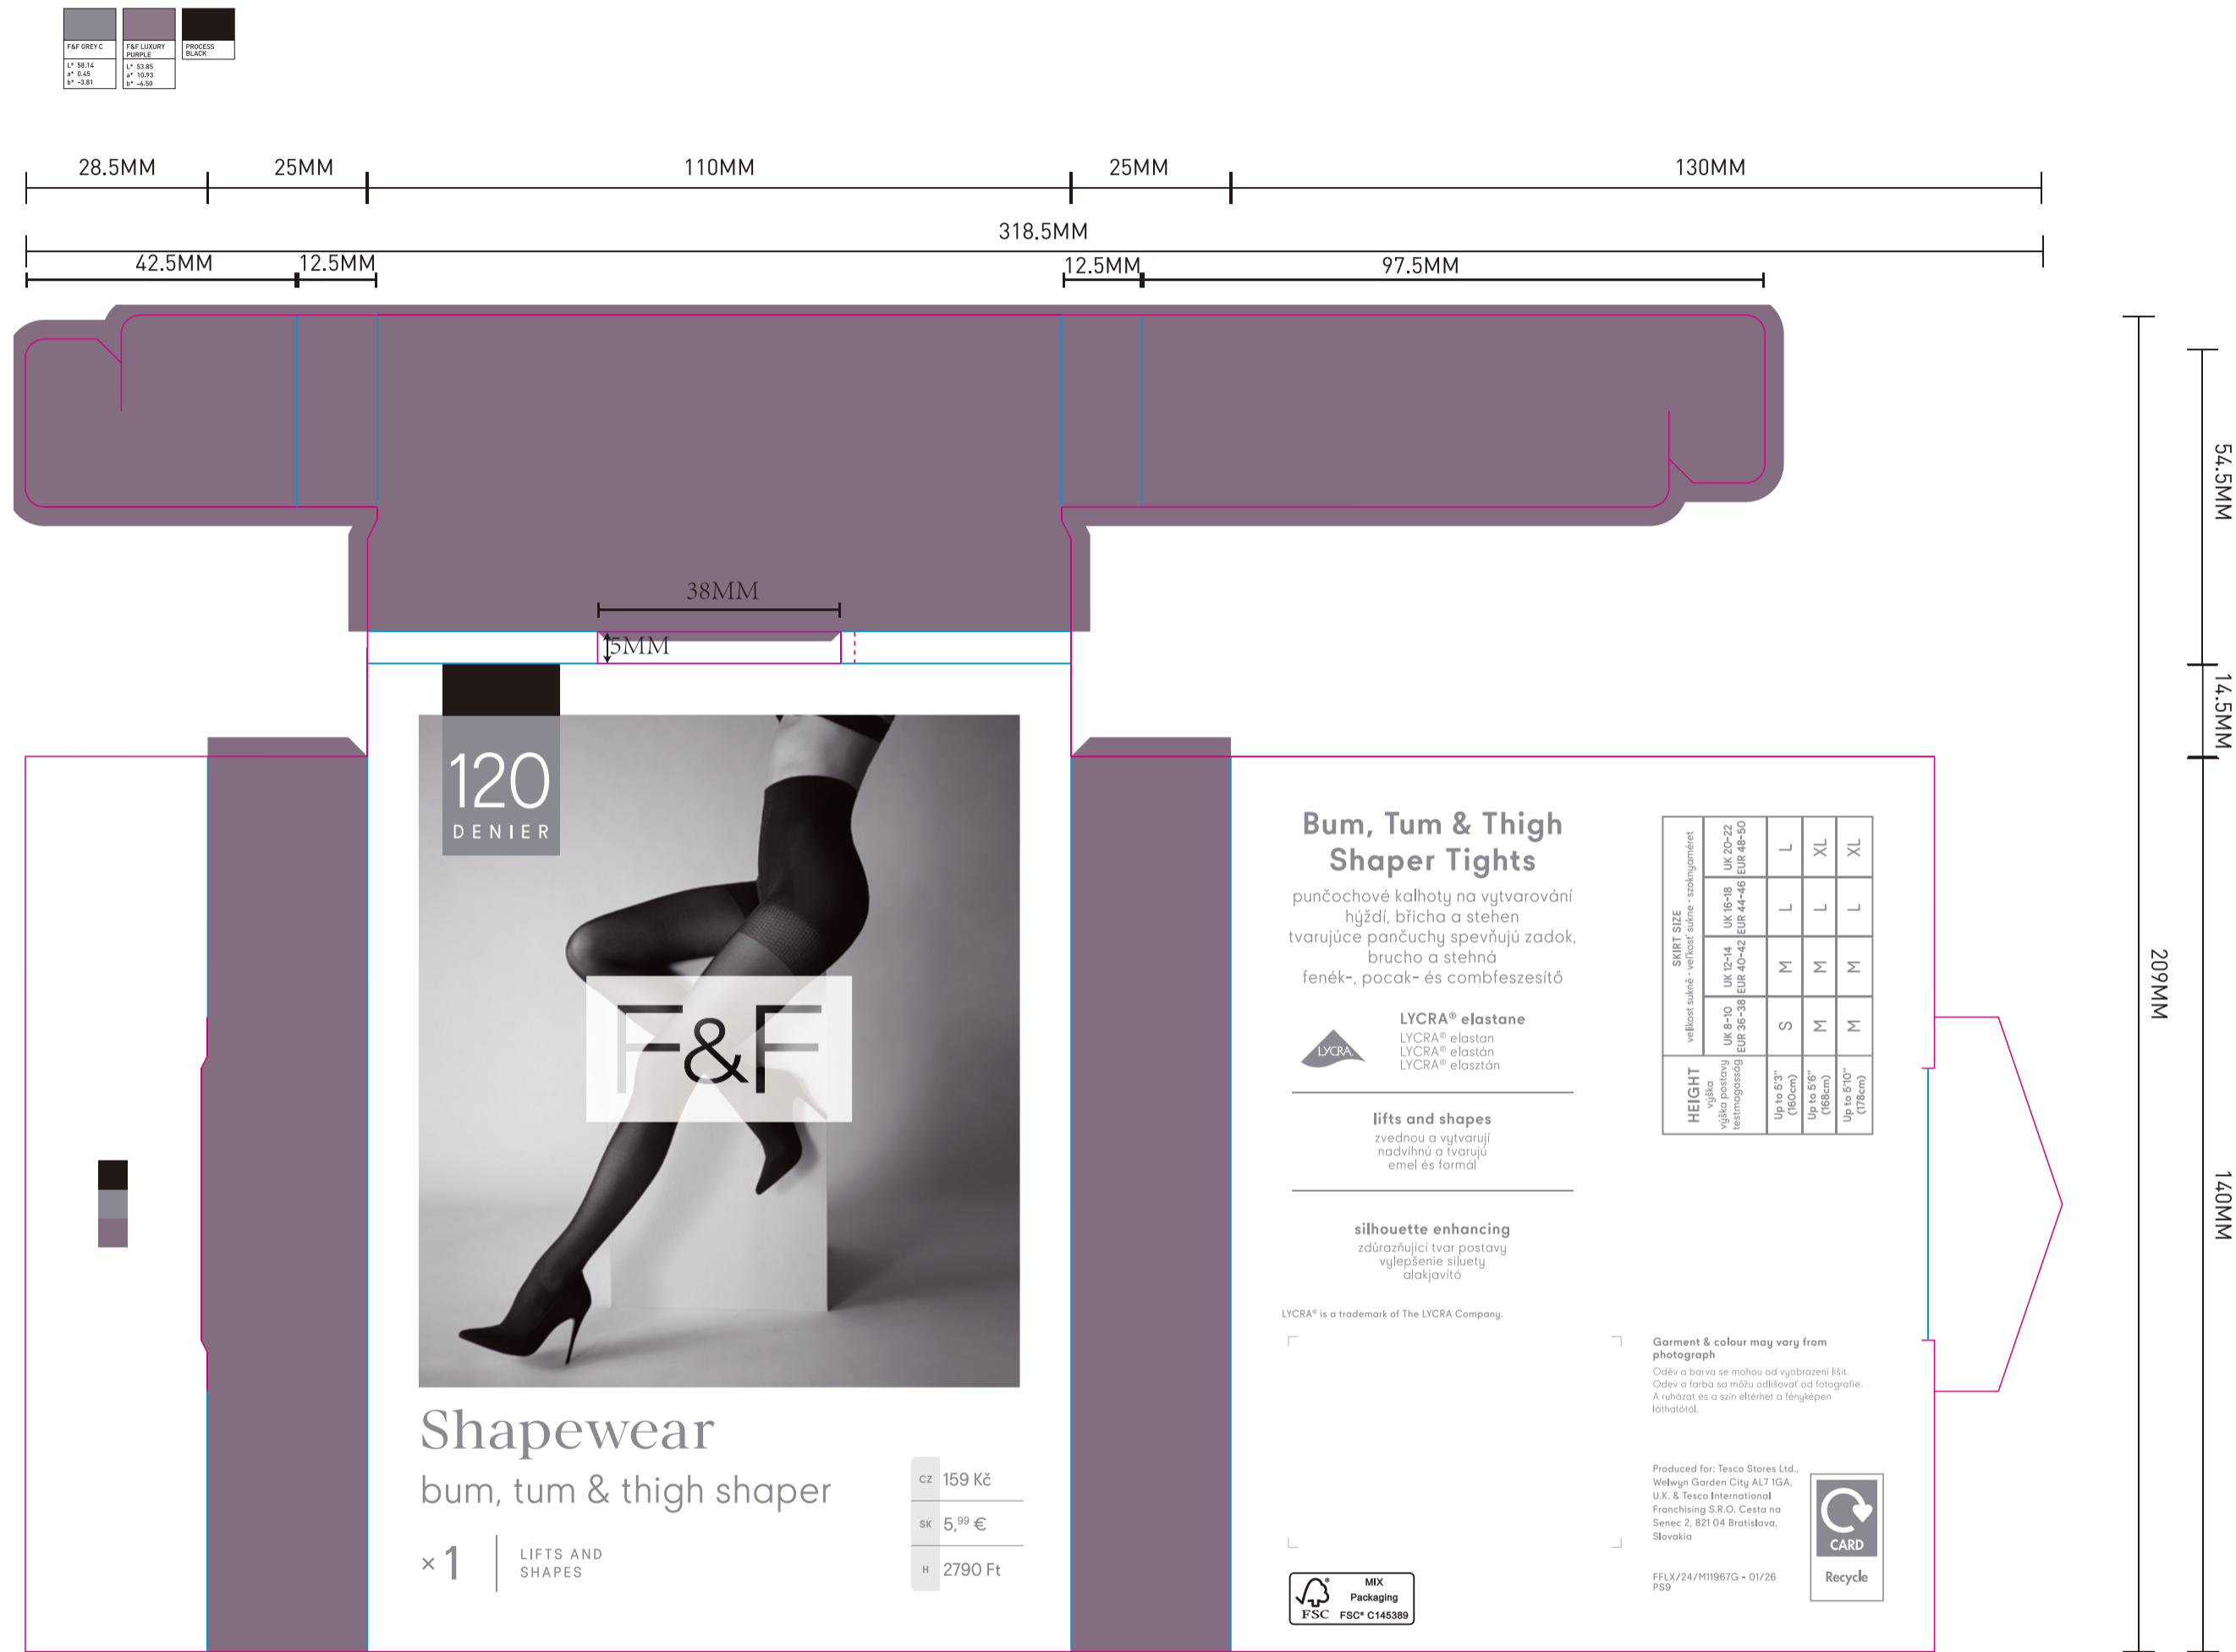 F&F GREY C
L* 58.14
a* 0.45
b* -3.81
F&F LUXURY
PURPLE
L* 53.85
a* 10.93
b* -6.50
PROCESS
BLACK
28.5MM
25MM
110MM
25MM
130MM
318.5MM
42.5MM
12.5MM
12.5MM
97.5MM
54.5MM
14.5MM
209MM
140MM
38MM
5MM
120
DENIER
F&F
Shapewear
bum, tum & thigh shaper
× 1
LIFTS AND
SHAPES
CZ 159 Kč
SK 5,99 €
H 2790 Ft
Bum, Tum & Thigh
Shaper Tights
punčochové kalhoty na vytvarování
hýždí, břicha a stehen
tvarujúce pančuchy spevňujú zadok,
brucho a stehná
fenék-, pocak- és combfeszesítő
LYCRA
LYCRA® elastane
LYCRA® elastan
LYCRA® elastán
LYCRA® elasztán
lifts and shapes
zvednou a vytvarují
nadvihnú a tvarujú
emel és formál
silhouette enhancing
zdůrazňující tvar postavy
vylepšenie siluety
alakjavító
LYCRA® is a trademark of The LYCRA Company.
SKIRT SIZE
velikost sukně · veľkosť sukne · szoknyaméret
HEIGHT
výška
výška postavy
testmagasság
UK 8-10
EUR 36-38
UK 12-14
EUR 40-42
UK 16-18
EUR 44-46
UK 20-22
EUR 48-50
Up to 5'3"
(160cm)
S M L L
Up to 5'6"
(168cm)
M M L XL
Up to 5'10"
(178cm)
M M L XL
Garment & colour may vary from
photograph
Oděv a barva se mohou od vyobrazení lišit.
Odev a farba sa môžu odlišovať od fotografie.
A ruházat és a szín eltérhet a fényképen
láthatótól.
Produced for: Tesco Stores Ltd.,
Welwyn Garden City AL7 1GA,
U.K. & Tesco International
Franchising S.R.O. Cesta na
Senec 2, 821 04 Bratislava,
Slovakia
FFLX/24/M11967G - 01/26
PS9
CARD
Recycle
FSC
MIX
Packaging
FSC® C145389